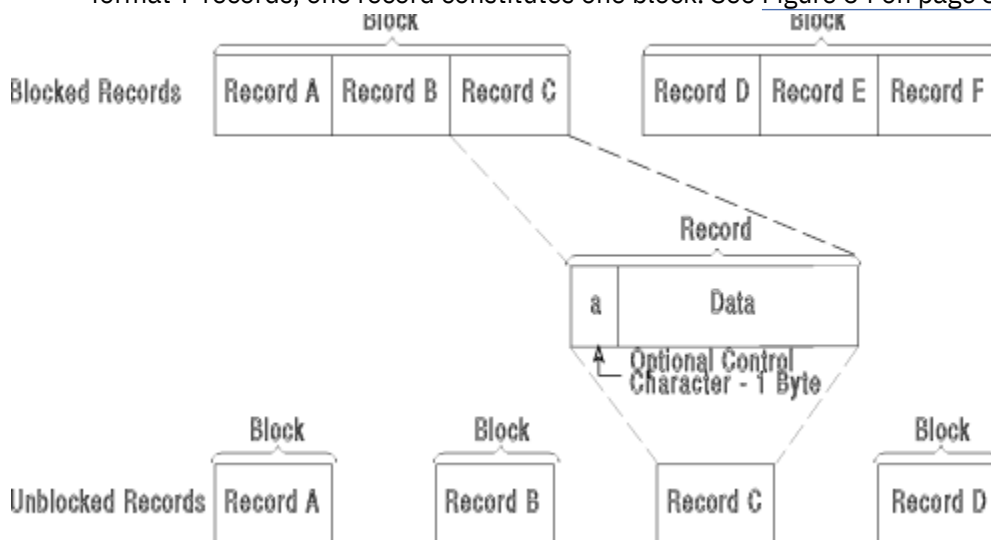 Block Block
Blocked Records Record A Record B Record C Record D Record E Record F
Record
a Data
Optional Control
Character - 1 Byte
Block Block Block
Unblocked Records Record A Record B Record C Record D